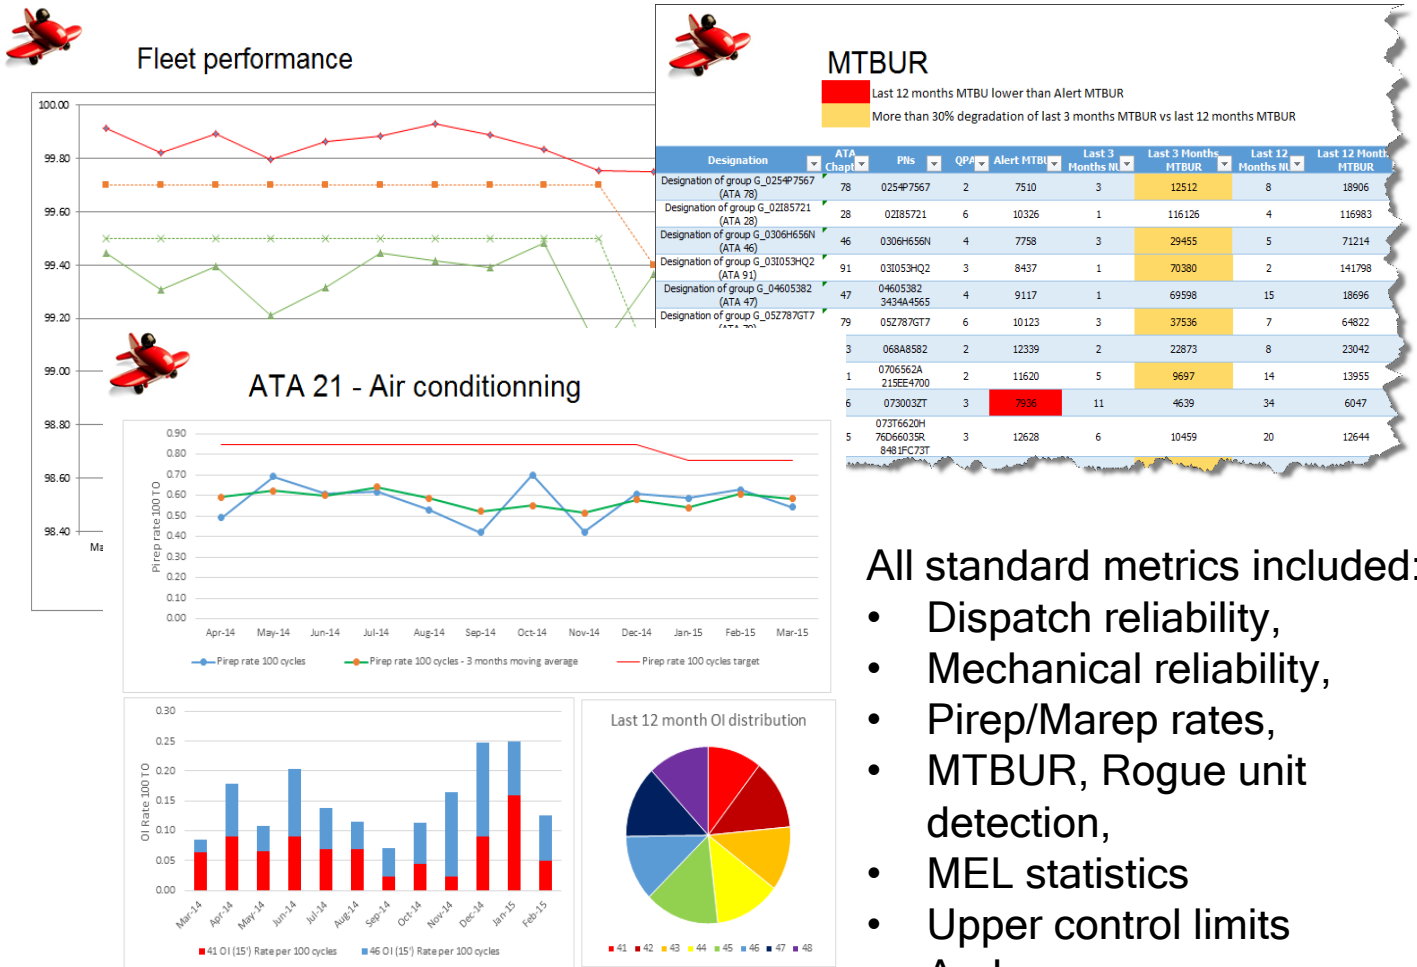 Fleet performance
100.00
99.80
99.60
99.40
99.20
99.00
98.80
98.60
98.40
MTBUR
Last 12 months MTBU lower than Alert MTBUR
More than 30% degradation of last 3 months MTBUR vs last 12 months MTBUR
Designation ATA PNs QPA Alert MTBU Last 3 Last 3 Months Last 12 Last 12 Month
Chapt Months NU MTBUR Months NU MTBUR
Designation of group G_0254P7567
(ATA 78) 78 0254P7567 2 7510 3 12512 8 18906
Designation of group G_02I85721
(ATA 28) 28 02I85721 6 10326 1 116126 4 116983
Designation of group G_0306H656N
(ATA 46) 46 0306H656N 4 7758 3 29455 5 71214
Designation of group G_03I053HQ2
(ATA 91) 91 03I053HQ2 3 8437 1 70380 2 141798
Designation of group G_04605382
(ATA 47) 47 04605382 3434A4565 4 9117 1 69598 15 18696
Designation of group G_05Z787GT7
79 05Z787GT7 6 10123 3 37536 7 64822
3 068A8582 2 12339 2 22873 8 23042
1 0706562A 215EE4700 2 11620 5 9697 14 13955
6 073003ZT 3 7936 11 4639 34 6047
073T6620H
5 76D66035R 3 12628 6 10459 20 12644
8481FC73T
ATA 21 - Air conditionning
Pirep rate 100 TO
0.90
0.80
0.70
0.60
0.50
0.40
0.30
0.20
0.10
0.00
Apr-14 May-14 Jun-14 Jul-14 Aug-14 Sep-14 Oct-14 Nov-14 Dec-14 Jan-15 Feb-15 Mar-15
Pirep rate 100 cycles Pirep rate 100 cycles - 3 months moving average Pirep rate 100 cycles target
OI Rate 100 TO
0.30
0.25
0.20
0.15
0.10
0.05
0.00
Mar-14 Apr-14 May-14 Jun-14 Jul-14 Aug-14 Sep-14 Oct-14 Nov-14 Dec-14 Jan-15 Feb-15
41 OI (15') Rate per 100 cycles 46 OI (15') Rate per 100 cycles
Last 12 month OI distribution
41 42 43 44 45 46 47 48
All standard metrics included:
• Dispatch reliability,
• Mechanical reliability,
• Pirep/Marep rates,
• MTBUR, Rogue unit
detection,
• MEL statistics
• Upper control limits